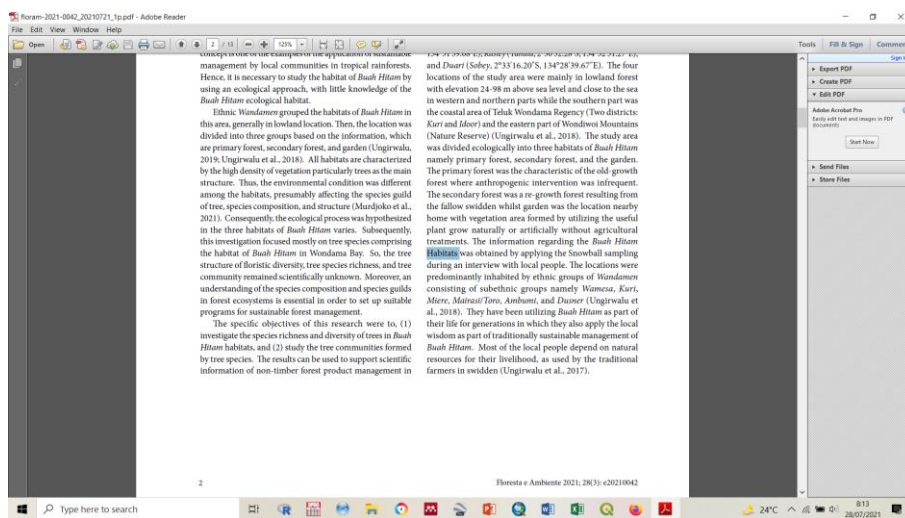 floram-2021-0042_20210721_1p.pdf - Adobe Reader
File Edit View Window Help
Open
2 / 13
125%
Tools Fill & Sign Comment
management by local communities in tropical rainforests.
Hence, it is necessary to study the habitat of Buah Hitam by
using an ecological approach, with little knowledge of the
Buah Hitam ecological habitat.
Ethnic Wandamen grouped the habitats of Buah Hitam in
this area, generally in lowland location. Then, the location was
divided into three groups based on the information, which
are primary forest, secondary forest, and garden (Ungirwalu,
2019; Ungirwalu et al., 2018). All habitats are characterized
by the high density of vegetation particularly trees as the main
structure. Thus, the environmental condition was different
among the habitats, presumably affecting the species guild
of tree, species composition, and structure (Murdjoko et al.,
2021). Consequently, the ecological process was hypothesized
in the three habitats of Buah Hitam varies. Subsequently,
this investigation focused mostly on tree species comprising
the habitat of Buah Hitam in Wondama Bay. So, the tree
structure of floristic diversity, tree species richness, and tree
community remained scientifically unknown. Moreover, an
understanding of the species composition and species guilds
in forest ecosystems is essential in order to set up suitable
programs for sustainable forest management.
The specific objectives of this research were to, (1)
investigate the species richness and diversity of trees in Buah
Hitam habitats, and (2) study the tree communities formed
by tree species. The results can be used to support scientific
information of non-timber forest product management in
and Duari (Sobey, 2°33'16.20"S, 134°28'39.67"E). The four
locations of the study area were mainly in lowland forest
with elevation 24-98 m above sea level and close to the sea
in western and northern parts while the southern part was
the coastal area of Teluk Wondama Regency (Two districts:
Kuri and Idoor) and the eastern part of Wondiwoi Mountains
(Nature Reserve) (Ungirwalu et al., 2018). The study area
was divided ecologically into three habitats of Buah Hitam
namely primary forest, secondary forest, and the garden.
The primary forest was the characteristic of the old-growth
forest where anthropogenic intervention was infrequent.
The secondary forest was a re-growth forest resulting from
the fallow swidden whilst garden was the location nearby
home with vegetation area formed by utilizing the useful
plant grow naturally or artificially without agricultural
treatments. The information regarding the Buah Hitam
Habitats was obtained by applying the Snowball sampling
during an interview with local people. The locations were
predominantly inhabited by ethnic groups of Wandamen
consisting of subethnic groups namely Wamesa, Kuri,
Miere, Mairasi/Toro, Ambumi, and Dusner (Ungirwalu et
al., 2018). They have been utilizing Buah Hitam as part of
their life for generations in which they also apply the local
wisdom as part of traditionally sustainable management of
Buah Hitam. Most of the local people depend on natural
resources for their livelihood, as used by the traditional
farmers in swidden (Ungirwalu et al., 2017).
2
Floresta e Ambiente 2021; 28(3): e20210042
Sign
Export PDF
Create PDF
Edit PDF
Adobe Acrobat Pro
Easily edit text and images in PDF
documents
Start Now
Send Files
Store Files
Type here to search
24°C
8:13
28/07/2021